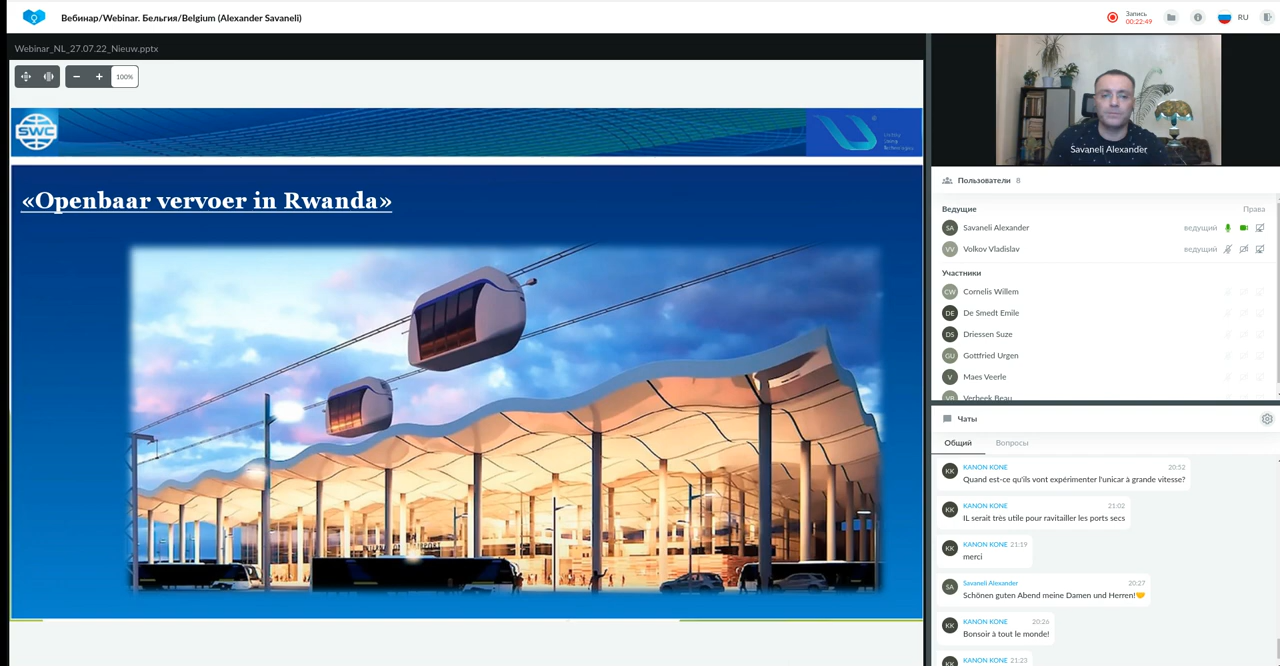 Вебинар/Webinar. Бельгия/Belgium (Alexander Savaneli)
Запись
00:22:49
RU
Webinar_NL_27.07.22_Nieuw.pptx
100%
SWC
«Openbaar vervoer in Rwanda»
Savaneli Alexander
Пользователи 8
Ведущие Права
SA Savaneli Alexander ведущий
VV Volkov Vladislav ведущий
Участники
CW Cornelis Willem
DE De Smedt Emile
DS Driessen Suze
GU Gottfried Urgen
V Maes Veerle
VB Verbeek Beau
Чаты
Общий Вопросы
KK KANON KONE 20:52
Quand est-ce qu'ils vont expérimenter l'unicar à grande vitesse?
KK KANON KONE 21:02
IL serait très utile pour ravitailler les ports secs
KK KANON KONE 21:19
merci
SA Savaneli Alexander 20:27
Schönen guten Abend meine Damen und Herren!🤝
KK KANON KONE 20:26
Bonsoir à tout le monde!
KK KANON KONE 21:23